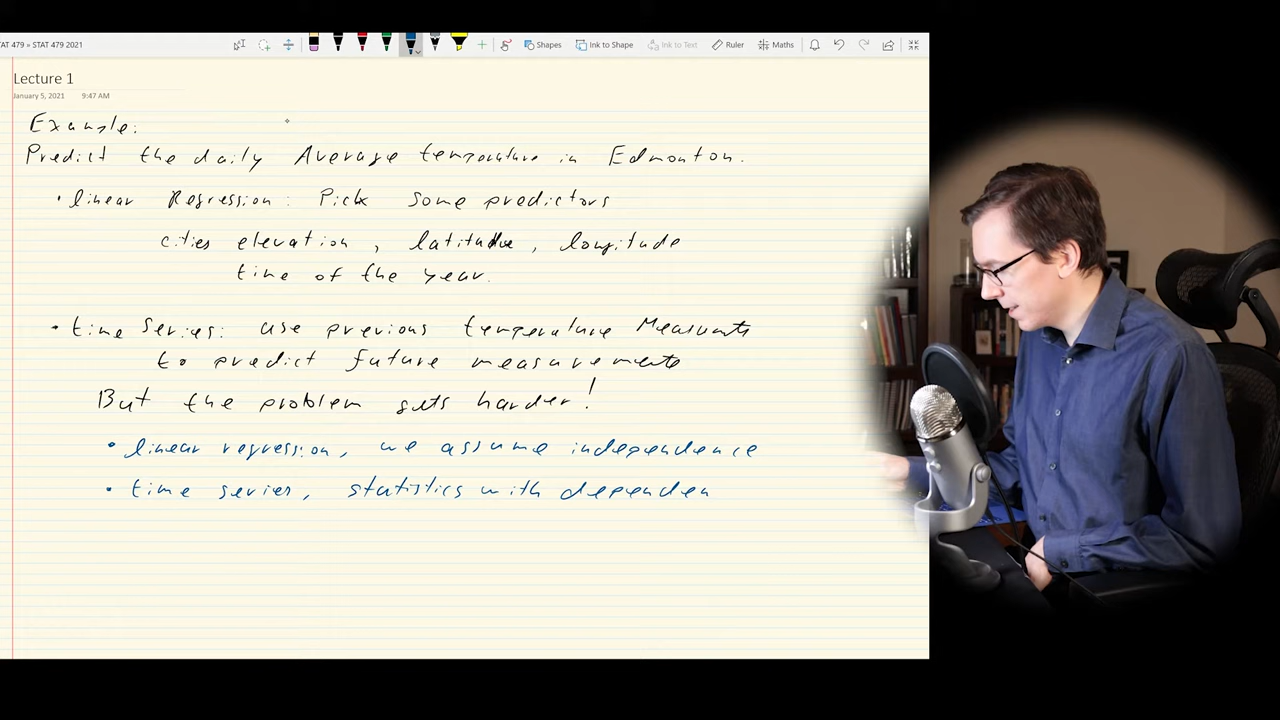 AT 479 » STAT 479 2021
Shapes
Ink to Shape
Ink to Text
Ruler
Maths
Lecture 1
January 5, 2021 9:47 AM
Example:
Predict the daily Average temperature in Edmonton.
• linear Regression: Pick some predictors
cities elevation, latitude, longitude
time of the year.
• time series: use previous temperature Measurmts
to predict future measurements
But the problem gets harder!
• linear regression, we assume independence
• time series, statistics with dependen